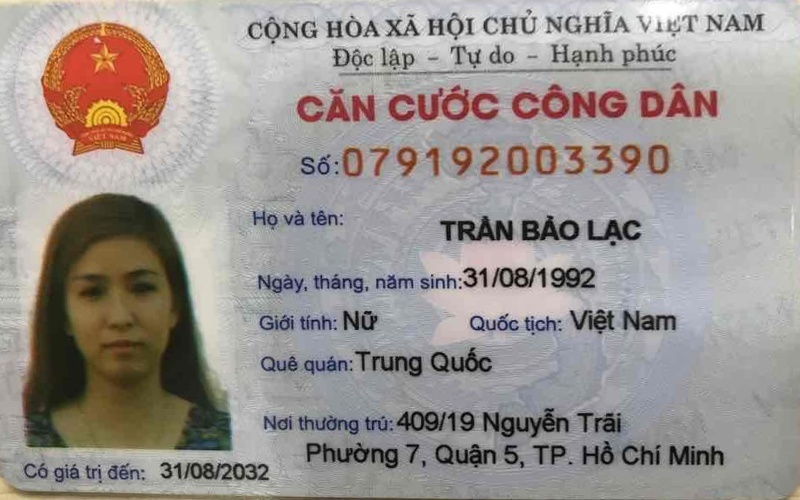 CỘNG HÒA XÃ HỘI CHỦ NGHĨA VIỆT NAM
Độc lập – Tự do – Hạnh phúc
CĂN CƯỚC CÔNG DÂN
Số: 079192003390
Họ và tên: TRẦN BẢO LẠC
Ngày, tháng, năm sinh: 31/08/1992
Giới tính: Nữ Quốc tịch: Việt Nam
Quê quán: Trung Quốc
Nơi thường trú: 409/19 Nguyễn Trãi
Phường 7, Quận 5, TP. Hồ Chí Minh
Có giá trị đến: 31/08/2032